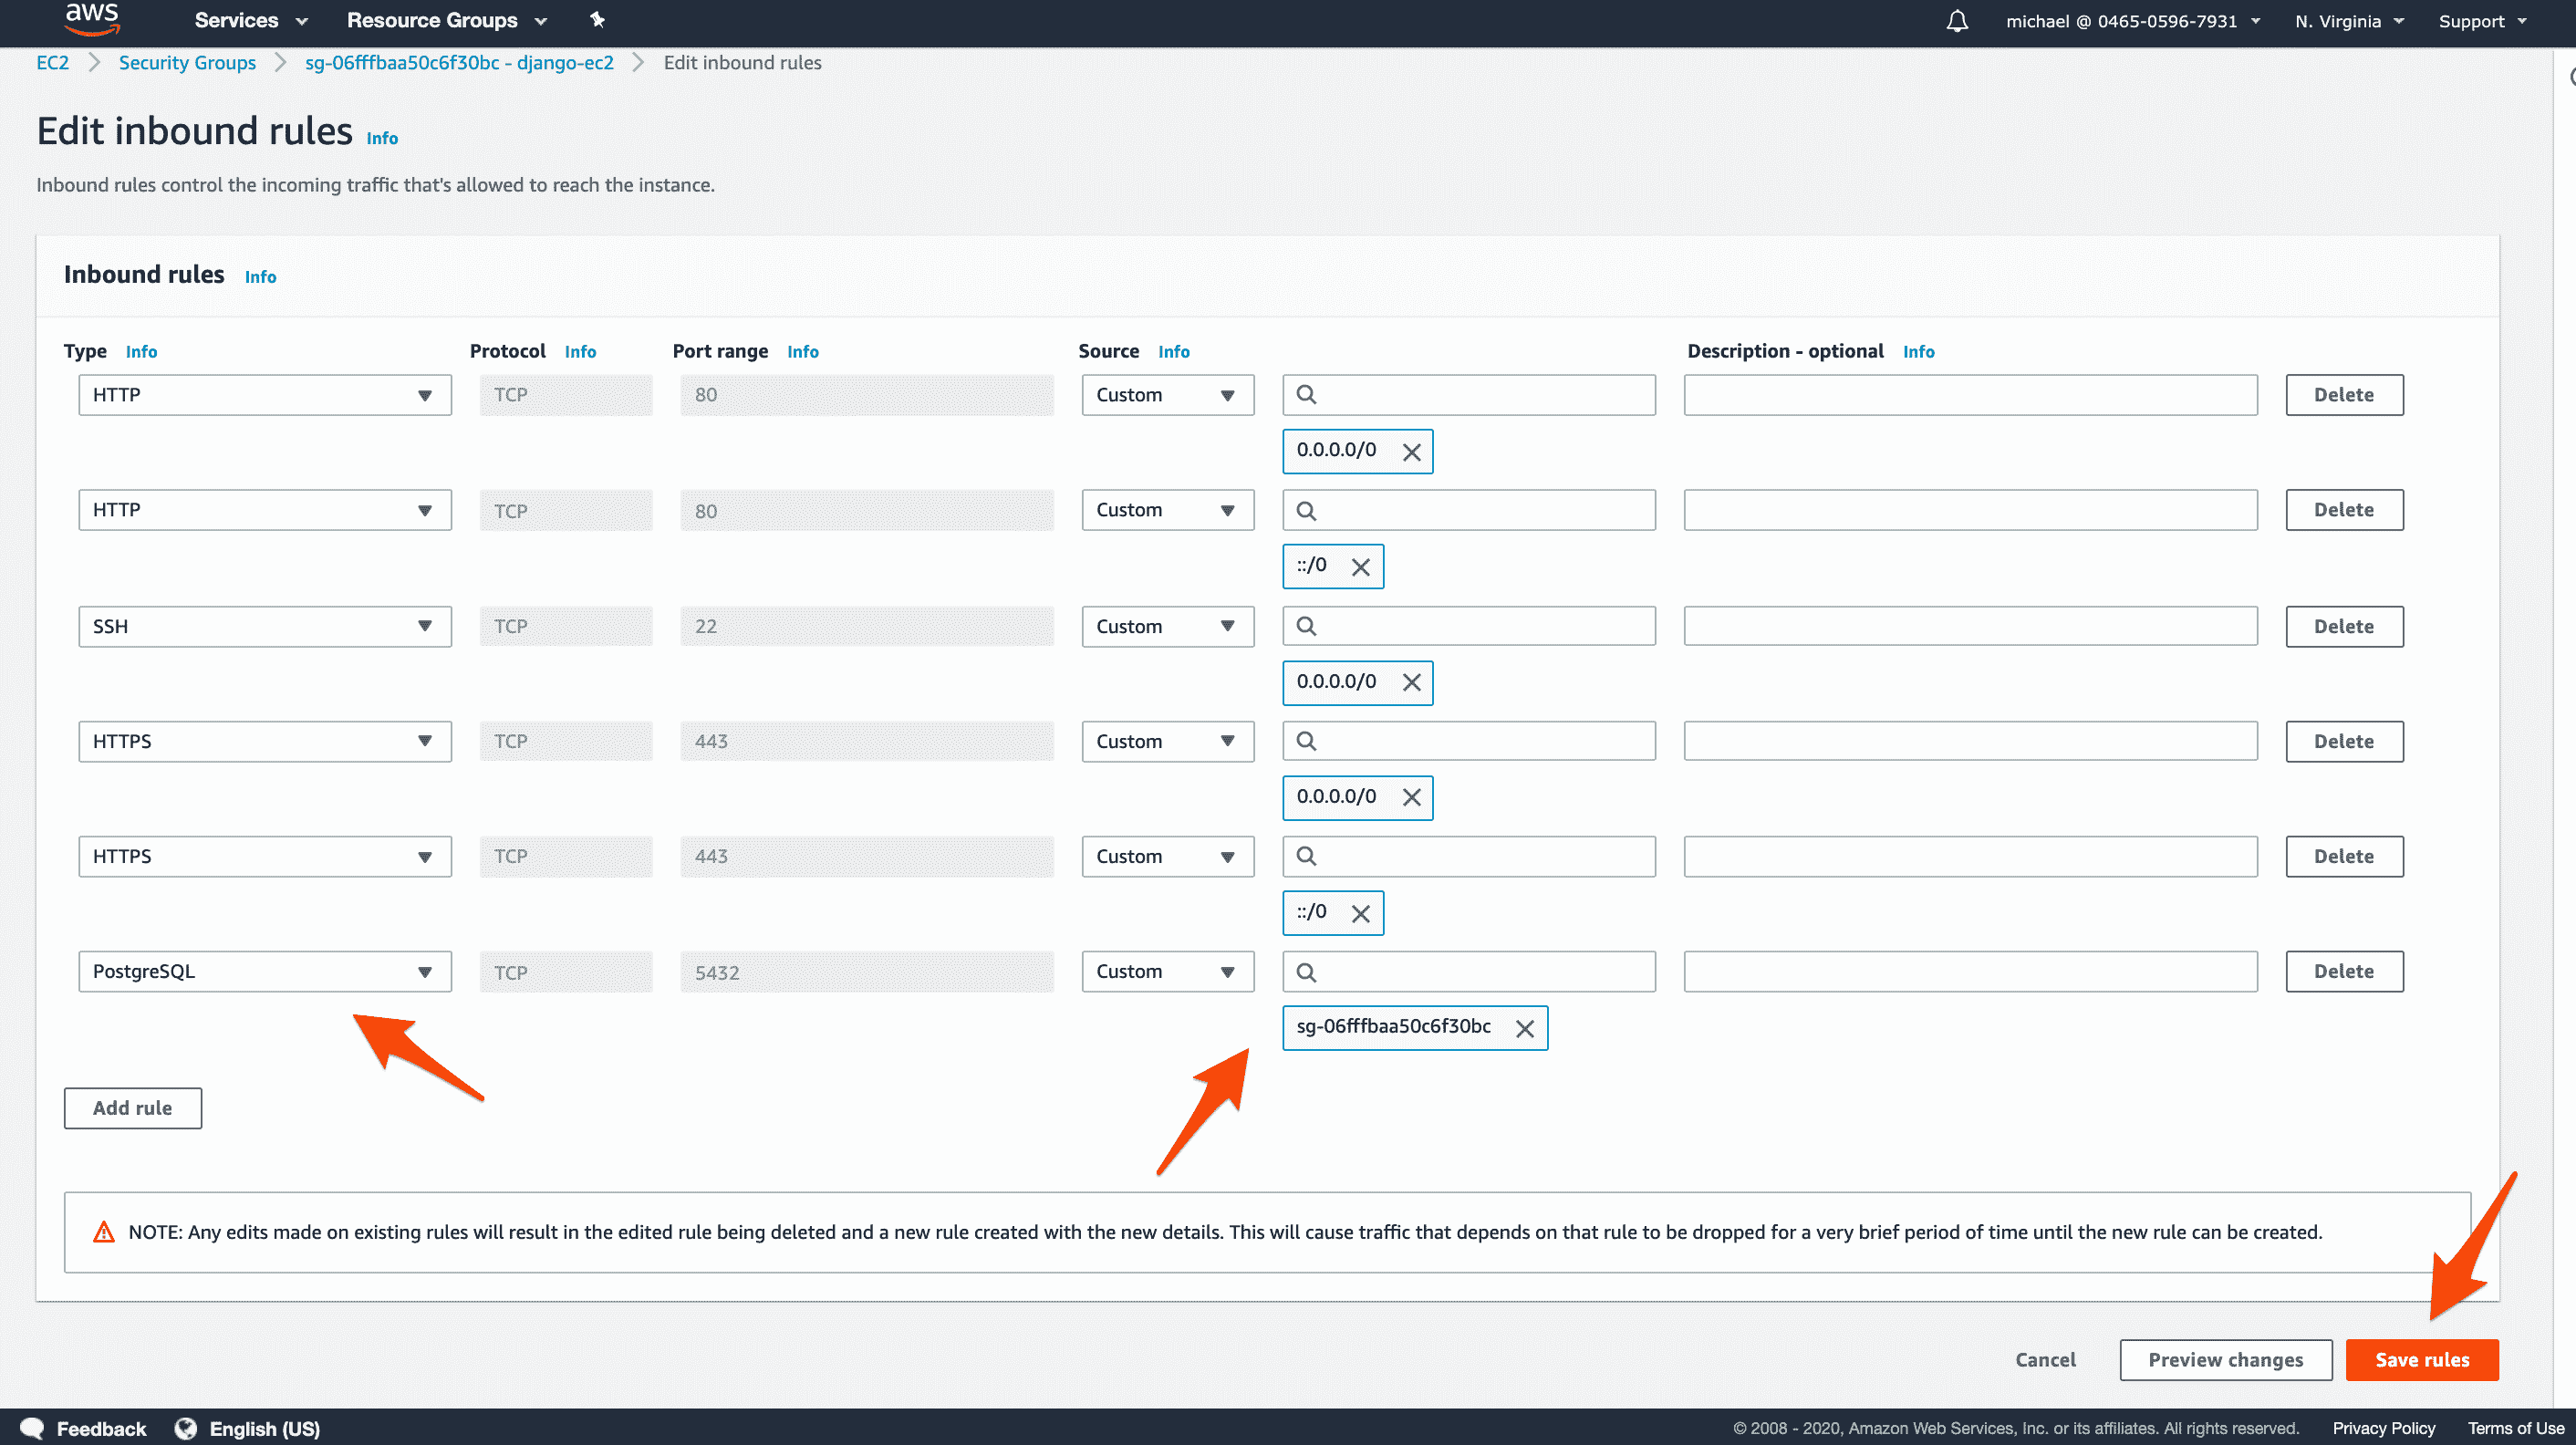 aws Services Resource Groups michael @ 0465-0596-7931 N. Virginia Support
EC2 Security Groups sg-06fffbaa50c6f30bc - django-ec2 Edit inbound rules
Edit inbound rules Info
Inbound rules control the incoming traffic that's allowed to reach the instance.
Inbound rules Info
Type Info Protocol Info Port range Info Source Info Description - optional Info
HTTP TCP 80 Custom Delete
0.0.0.0/0
HTTP TCP 80 Custom Delete
::/0
SSH TCP 22 Custom Delete
0.0.0.0/0
HTTPS TCP 443 Custom Delete
0.0.0.0/0
HTTPS TCP 443 Custom Delete
::/0
PostgreSQL TCP 5432 Custom Delete
sg-06fffbaa50c6f30bc
Add rule
NOTE: Any edits made on existing rules will result in the edited rule being deleted and a new rule created with the new details. This will cause traffic that depends on that rule to be dropped for a very brief period of time until the new rule can be created.
Cancel Preview changes Save rules
Feedback English (US) © 2008 - 2020, Amazon Web Services, Inc. or its affiliates. All rights reserved. Privacy Policy Terms of Use